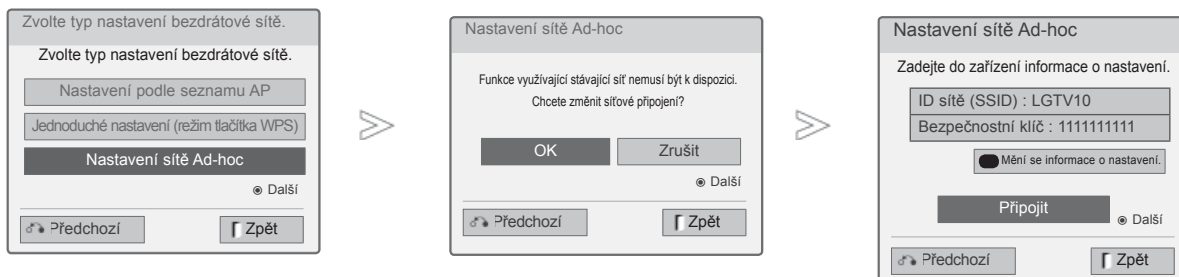 Zvolte typ nastavení bezdrátové sítě.
Zvolte typ nastavení bezdrátové sítě.
Nastavení podle seznamu AP
Jednoduché nastavení (režim tlačítka WPS)
Nastavení sítě Ad-hoc
Další
Předchozí
Zpět
Nastavení sítě Ad-hoc
Funkce využívající stávající síť nemusí být k dispozici.
Chcete změnit síťové připojení?
OK
Zrušit
Další
Předchozí
Zpět
Nastavení sítě Ad-hoc
Zadejte do zařízení informace o nastavení.
ID sítě (SSID) : LGTV10
Bezpečnostní klíč : 1111111111
Mění se informace o nastavení.
Připojit
Další
Předchozí
Zpět